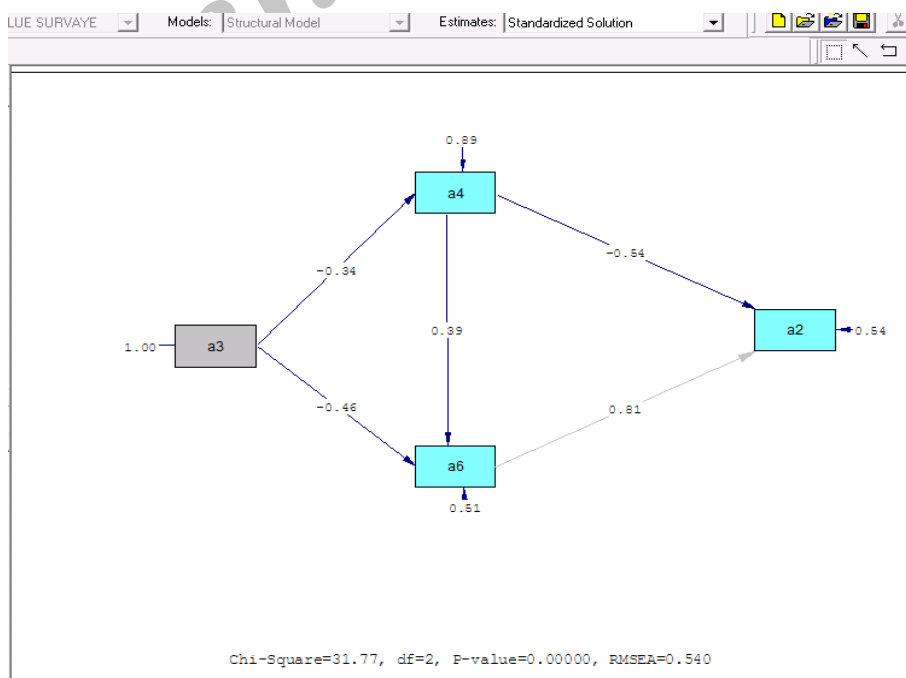 LUE SURVAYE Models: Structural Model Estimates: Standardized Solution
0.89
a4
-0.34
-0.54
0.39
a2
0.54
1.00
a3
-0.46
0.81
a6
0.51
Chi-Square=31.77, df=2, P-value=0.00000, RMSEA=0.540